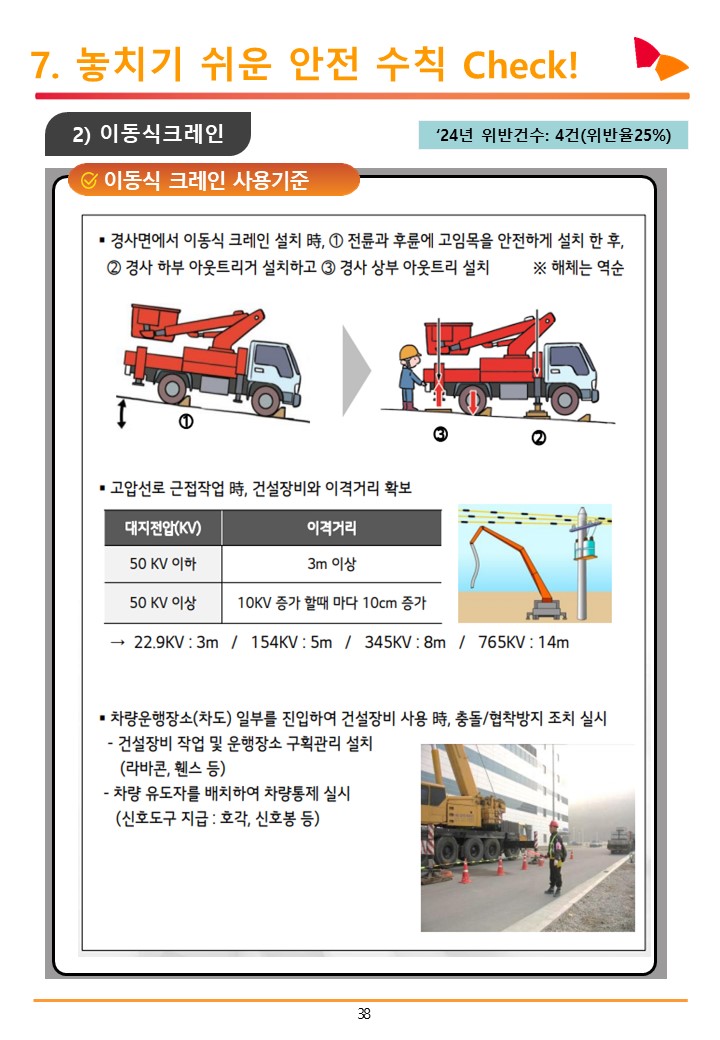 7. 놓치기 쉬운 안전 수칙 Check!
2) 이동식크레인
‘24년 위반건수: 4건(위반율25%)
이동식 크레인 사용기준
▪ 경사면에서 이동식 크레인 설치 時, ① 전륜과 후륜에 고임목을 안전하게 설치 한 후,
② 경사 하부 아웃트리거 설치하고 ③ 경사 상부 아웃트리 설치 ※ 해체는 역순
①
③
②
▪ 고압선로 근접작업 時, 건설장비와 이격거리 확보
대지전압(KV) 이격거리
50 KV 이하 3m 이상
50 KV 이상 10KV 증가 할때 마다 10cm 증가
→ 22.9KV : 3m / 154KV : 5m / 345KV : 8m / 765KV : 14m
▪ 차량운행장소(차도) 일부를 진입하여 건설장비 사용 時, 충돌/협착방지 조치 실시
- 건설장비 작업 및 운행장소 구획관리 설치
(라바콘, 휀스 등)
- 차량 유도자를 배치하여 차량통제 실시
(신호도구 지급 : 호각, 신호봉 등)
38